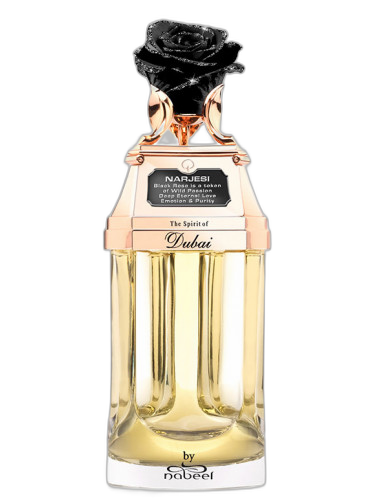 NARJESI
Black Rose is a token
of Wild Passion
Deep Eternal Love
Emotion & Purity
The Spirit of
Dubai
by
nabeel